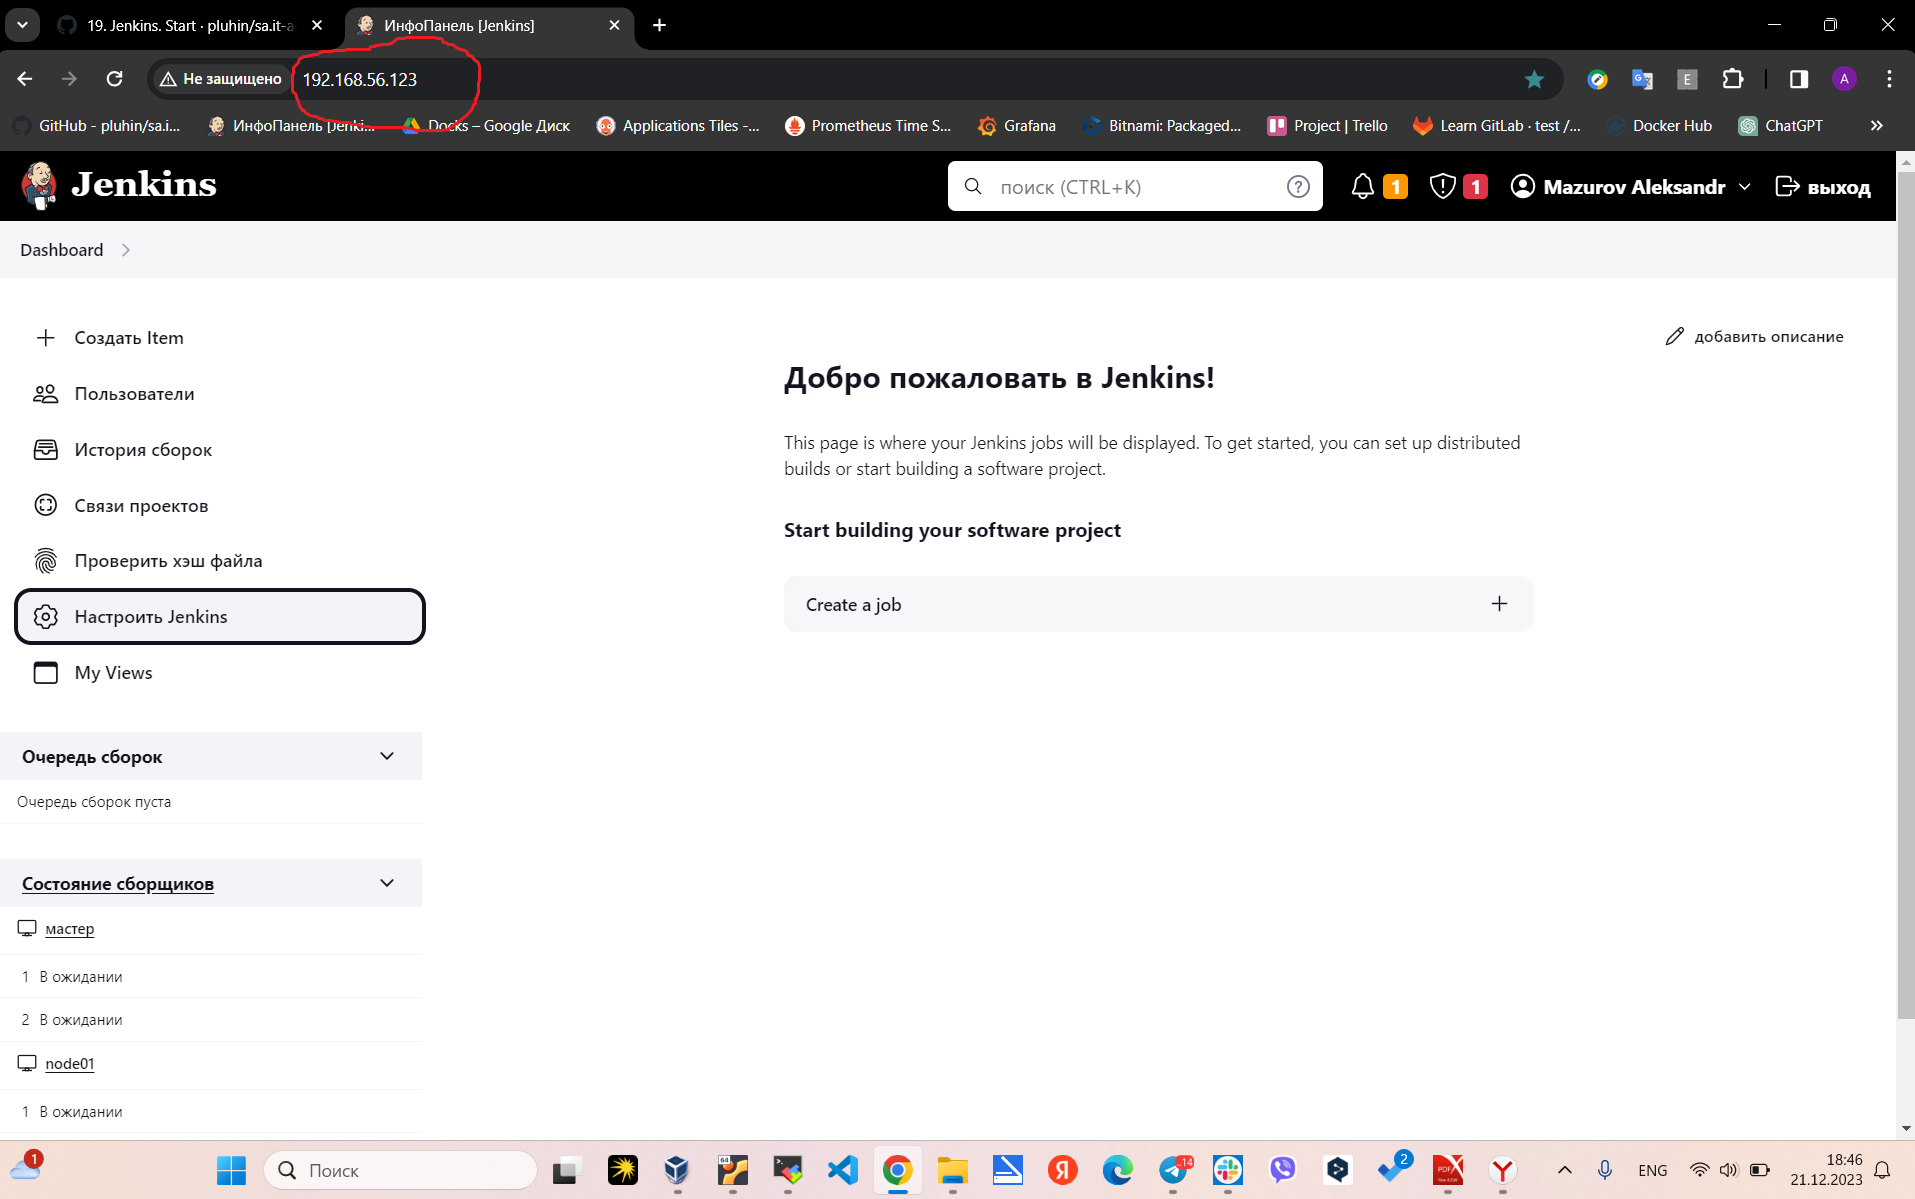 19. Jenkins. Start · pluhin/sa.it-a
ИнфоПанель [Jenkins]
Не защищено
192.168.56.123
E
A
GitHub - pluhin/sa.i...
ИнфоПанель [Jenki...
Docks – Google Диск
Applications Tiles -...
Prometheus Time S...
Grafana
Bitnami: Packaged...
Project | Trello
Learn GitLab · test /...
Docker Hub
ChatGPT
Jenkins
поиск (CTRL+K)
1
1
Mazurov Aleksandr
выход
Dashboard
Создать Item
Пользователи
История сборок
Связи проектов
Проверить хэш файла
Настроить Jenkins
My Views
добавить описание
Добро пожаловать в Jenkins!
This page is where your Jenkins jobs will be displayed. To get started, you can set up distributed
builds or start building a software project.
Start building your software project
Create a job
Очередь сборок
Очередь сборок пуста
Состояние сборщиков
мастер
1 В ожидании
2 В ожидании
node01
1 В ожидании
1
Поиск
64
Я
14
2
PDF
ENG
18:46
21.12.2023